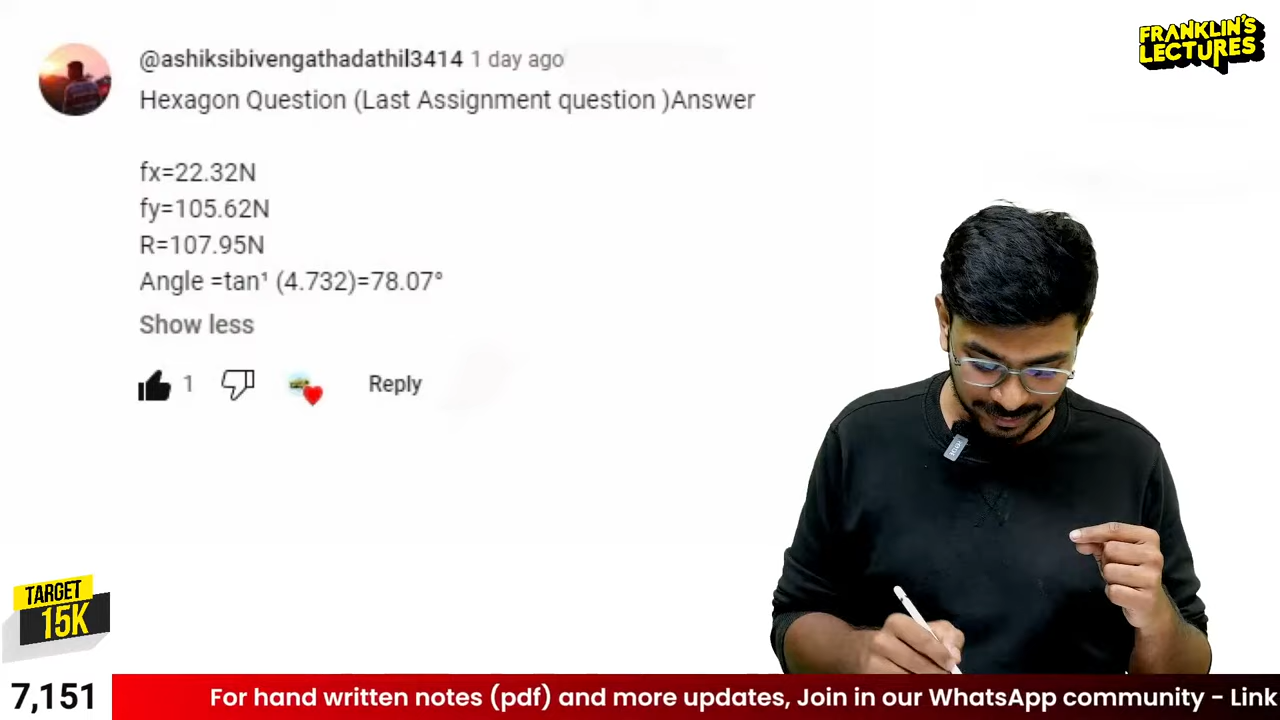 FRANKLIN'S
LECTURES
@ashiksibivengathadathil3414 1 day ago
Hexagon Question (Last Assignment question )Answer
fx=22.32N
fy=105.62N
R=107.95N
Angle =tan¹ (4.732)=78.07°
Show less
1
Reply
TARGET
15K
7,151
For hand written notes (pdf) and more updates, Join in our WhatsApp community - Link